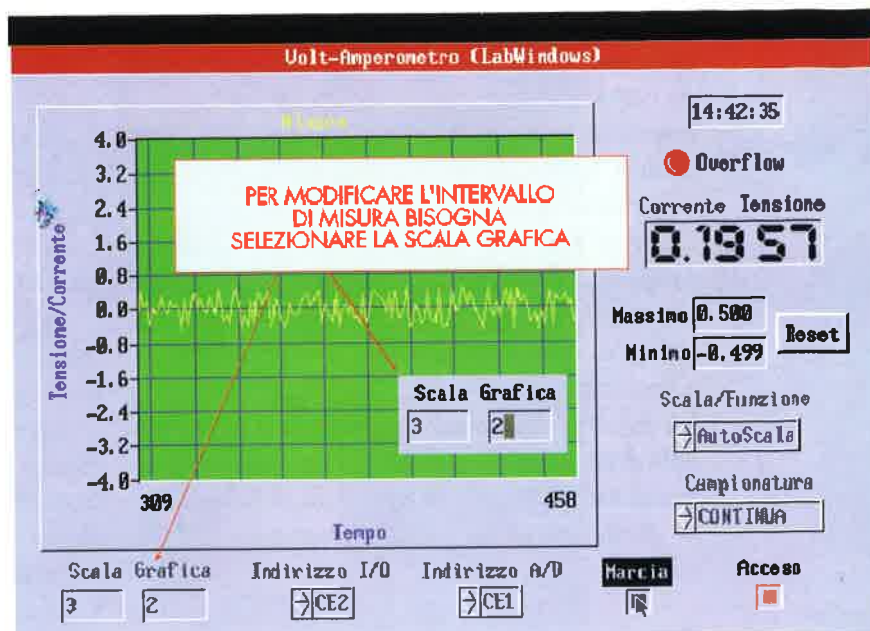 Volt-Amperometro (LabWindows)
14:42:35
Overflow
Corrente Tensione
0.1957
Massimo 0.500
Minimo -0.499
Reset
Scala/Funzione
AutoScala
Campionatura
CONTINUA
4.0
3.2
2.4
1.6
0.8
0.0
-0.8
-1.6
-2.4
-3.2
-4.0
Tensione/Corrente
PER MODIFICARE L'INTERVALLO
DI MISURA BISOGNA
SELEZIONARE LA SCALA GRAFICA
Scala Grafica
3 2
309 458
Tempo
Scala Grafica
3 2
Indirizzo I/O
CE2
Indirizzo A/D
CE1
Marcia
Acceso